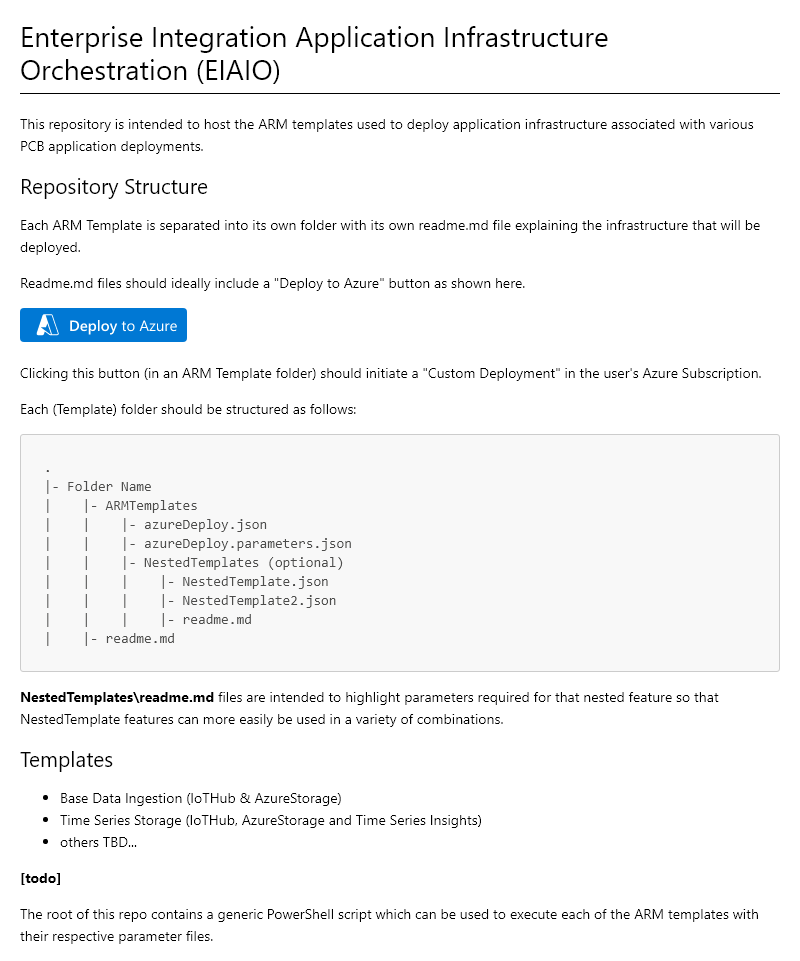 Enterprise Integration Application Infrastructure
Orchestration (EIAIO)
This repository is intended to host the ARM templates used to deploy application infrastructure associated with various
PCB application deployments.
Repository Structure
Each ARM Template is separated into its own folder with its own readme.md file explaining the infrastructure that will be
deployed.
Readme.md files should ideally include a "Deploy to Azure" button as shown here.
Deploy to Azure
Clicking this button (in an ARM Template folder) should initiate a "Custom Deployment" in the user's Azure Subscription.
Each (Template) folder should be structured as follows:
.
|- Folder Name
|    |- ARMTemplates
|    |    |- azureDeploy.json
|    |    |- azureDeploy.parameters.json
|    |    |- NestedTemplates (optional)
|    |    |    |- NestedTemplate.json
|    |    |    |- NestedTemplate2.json
|    |    |    |- readme.md
|    |- readme.md
NestedTemplates\readme.md files are intended to highlight parameters required for that nested feature so that
NestedTemplate features can more easily be used in a variety of combinations.
Templates
• Base Data Ingestion (IoTHub & AzureStorage)
• Time Series Storage (IoTHub, AzureStorage and Time Series Insights)
• others TBD...
[todo]
The root of this repo contains a generic PowerShell script which can be used to execute each of the ARM templates with
their respective parameter files.